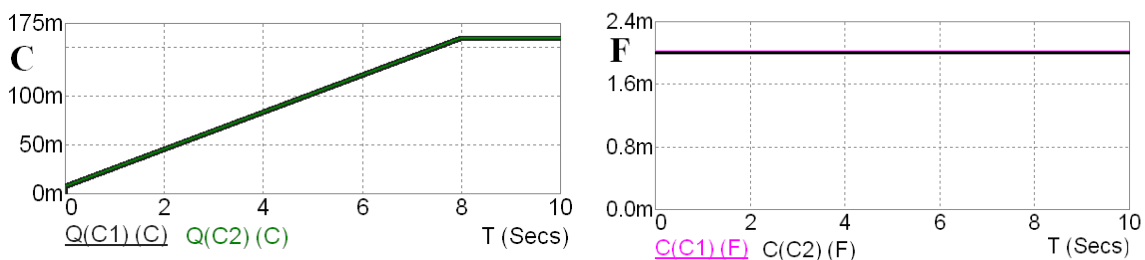 175m
C
100m
50m
0m
0 2 4 6 8 10
Q(C1) (C) Q(C2) (C) T (Secs)
2.4m
F
1.6m
0.8m
0.0m
0 2 4 6 8 10
C(C1) (F) C(C2) (F) T (Secs)